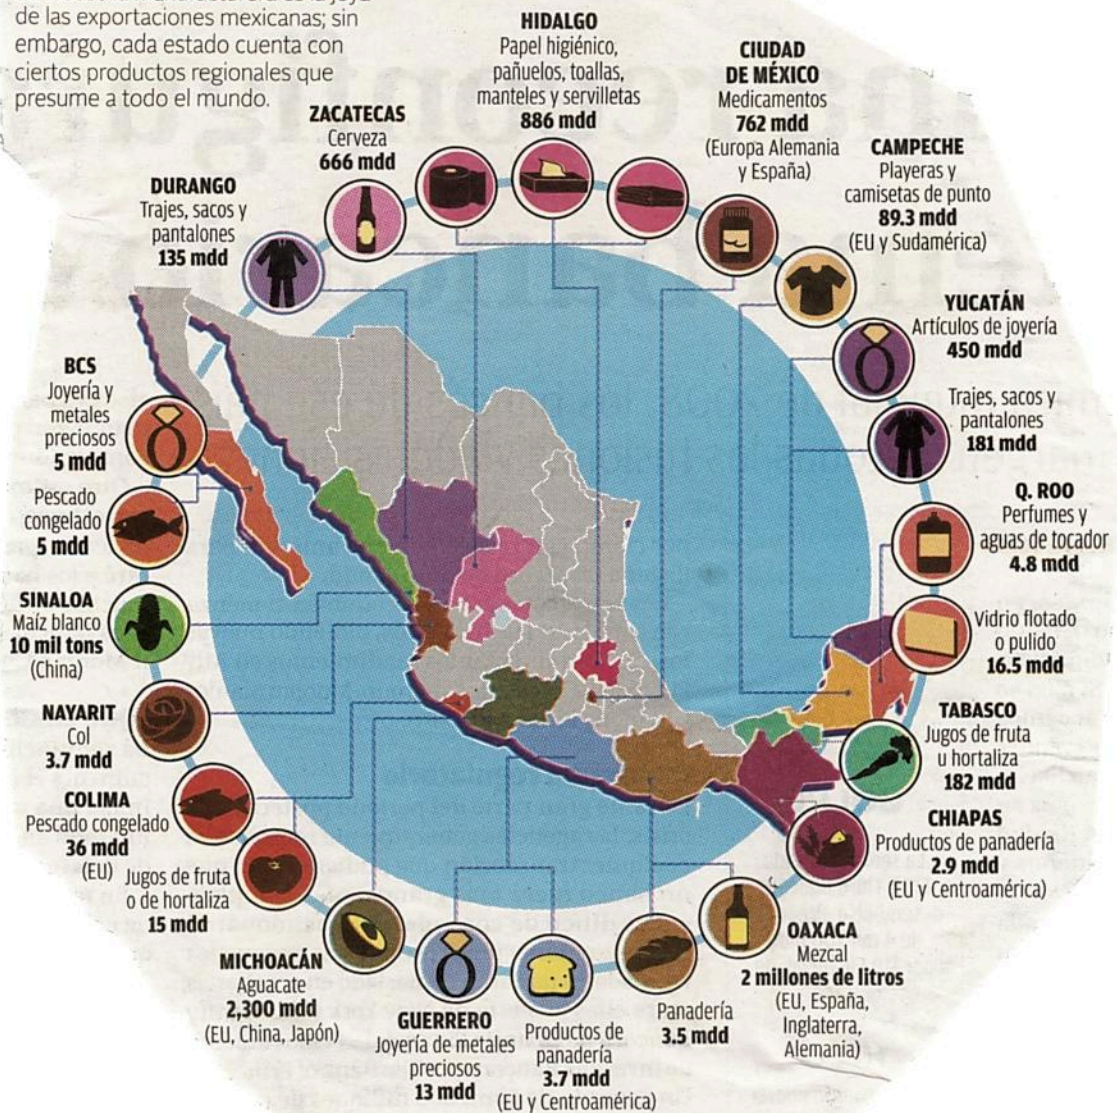 de las exportaciones mexicanas; sin
embargo, cada estado cuenta con
ciertos productos regionales que
presume a todo el mundo.
HIDALGO
Papel higiénico,
pañuelos, toallas,
manteles y servilletas
886 mdd
CIUDAD
DE MÉXICO
Medicamentos
762 mdd
(Europa Alemania
y España)
ZACATECAS
Cerveza
666 mdd
CAMPECHE
Playeras y
camisetas de punto
89.3 mdd
(EU y Sudamérica)
DURANGO
Trajes, sacos y
pantalones
135 mdd
YUCATÁN
Artículos de joyería
450 mdd
Trajes, sacos y
pantalones
181 mdd
BCS
Joyería y
metales
preciosos
5 mdd
Pescado
congelado
5 mdd
Q. ROO
Perfumes y
aguas de tocador
4.8 mdd
Vidrio flotado
o pulido
16.5 mdd
SINALOA
Maíz blanco
10 mil tons
(China)
NAYARIT
Col
3.7 mdd
TABASCO
Jugos de fruta
u hortaliza
182 mdd
COLIMA
Pescado congelado
36 mdd
(EU)
Jugos de fruta
o de hortaliza
15 mdd
CHIAPAS
Productos de panadería
2.9 mdd
(EU y Centroamérica)
MICHOACÁN
Aguacate
2,300 mdd
(EU, China, Japón)
GUERRERO
Joyería de metales
preciosos
13 mdd
Productos de
panadería
3.7 mdd
(EU y Centroamérica)
Panadería
3.5 mdd
OAXACA
Mezcal
2 millones de litros
(EU, España,
Inglaterra,
Alemania)